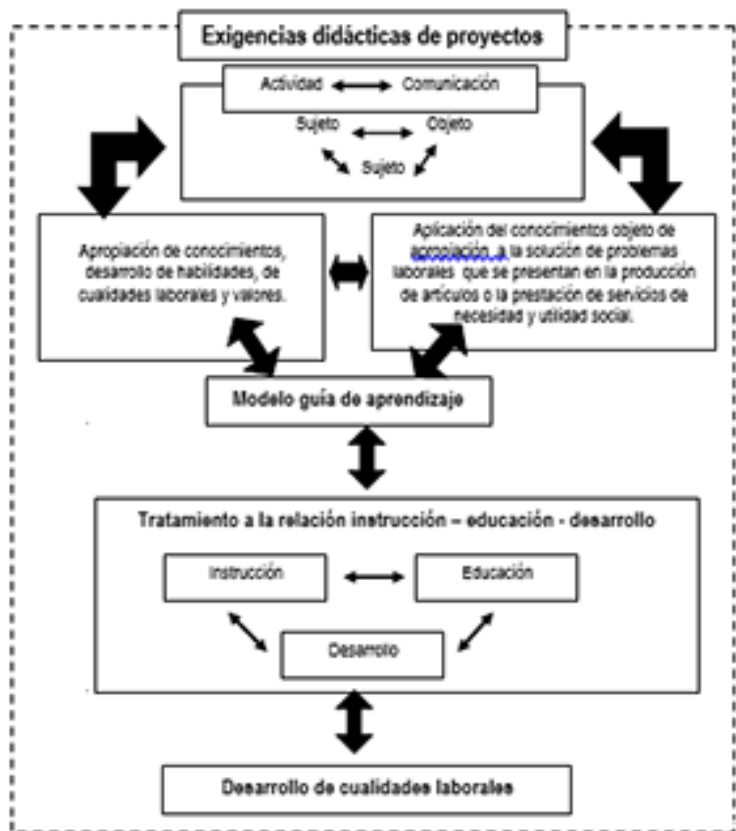 Exigencias didácticas de proyectos
Actividad Comunicación
Sujeto Objeto
Sujeto
Apropiación de conocimientos,
desarrollo de habilidades, de
cualidades laborales y valores.
Aplicación del conocimientos objeto de
apropiación a la solución de problemas
laborales que se presentan en la producción
de artículos o la prestación de servicios de
necesidad y utilidad social.
Modelo guía de aprendizaje
Tratamiento a la relación instrucción – educación - desarrollo
Instrucción Educación
Desarrollo
Desarrollo de cualidades laborales